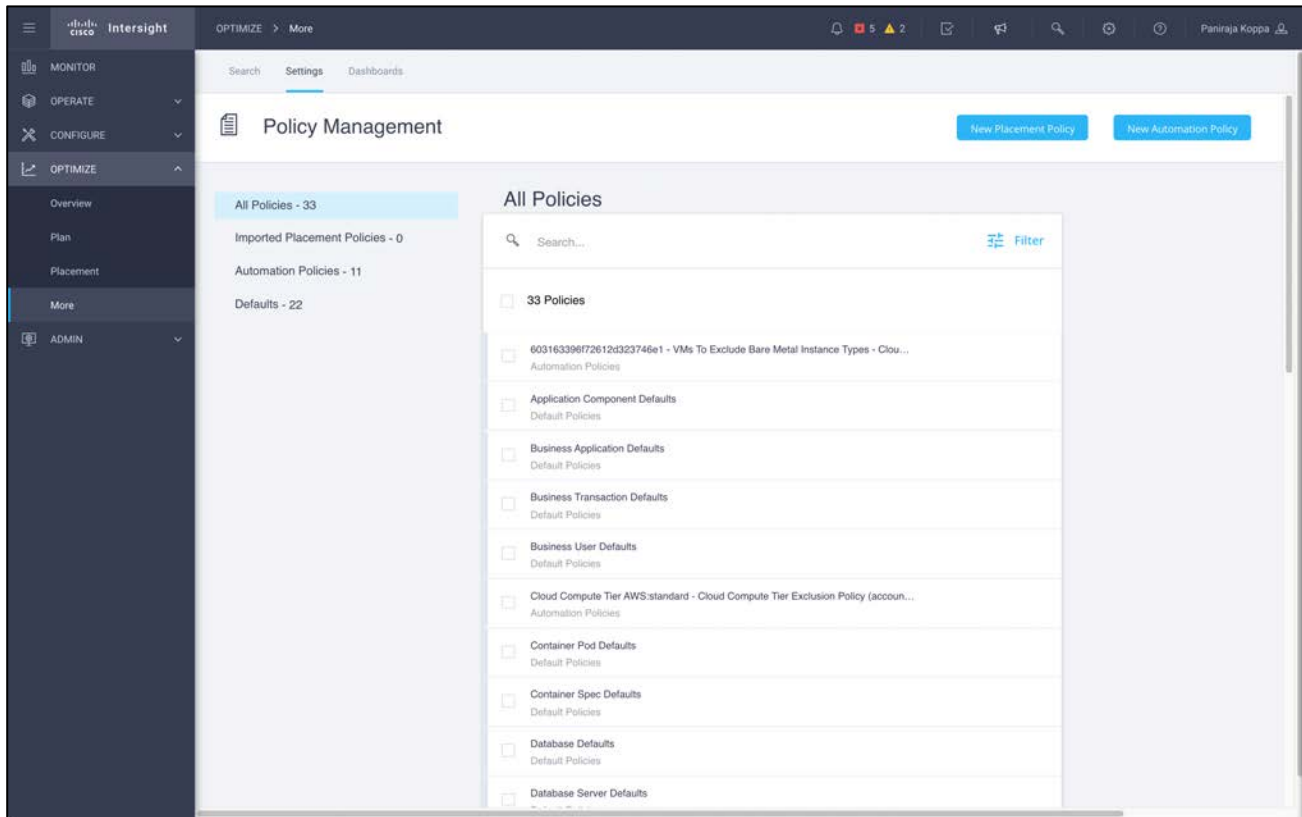 CISCO Intersight
OPTIMIZE > More
5 2
Paniraja Koppa
MONITOR
OPERATE
CONFIGURE
OPTIMIZE
Overview
Plan
Placement
More
ADMIN
Search Settings Dashboards
Policy Management
New Placement Policy
New Automation Policy
All Policies - 33
Imported Placement Policies - 0
Automation Policies - 11
Defaults - 22
All Policies
Search...
Filter
33 Policies
603163396f72612d323746e1 - VMs To Exclude Bare Metal Instance Types - Clou...
Automation Policies
Application Component Defaults
Default Policies
Business Application Defaults
Default Policies
Business Transaction Defaults
Default Policies
Business User Defaults
Default Policies
Cloud Compute Tier AWS:standard - Cloud Compute Tier Exclusion Policy (accoun...
Automation Policies
Container Pod Defaults
Default Policies
Container Spec Defaults
Default Policies
Database Defaults
Default Policies
Database Server Defaults